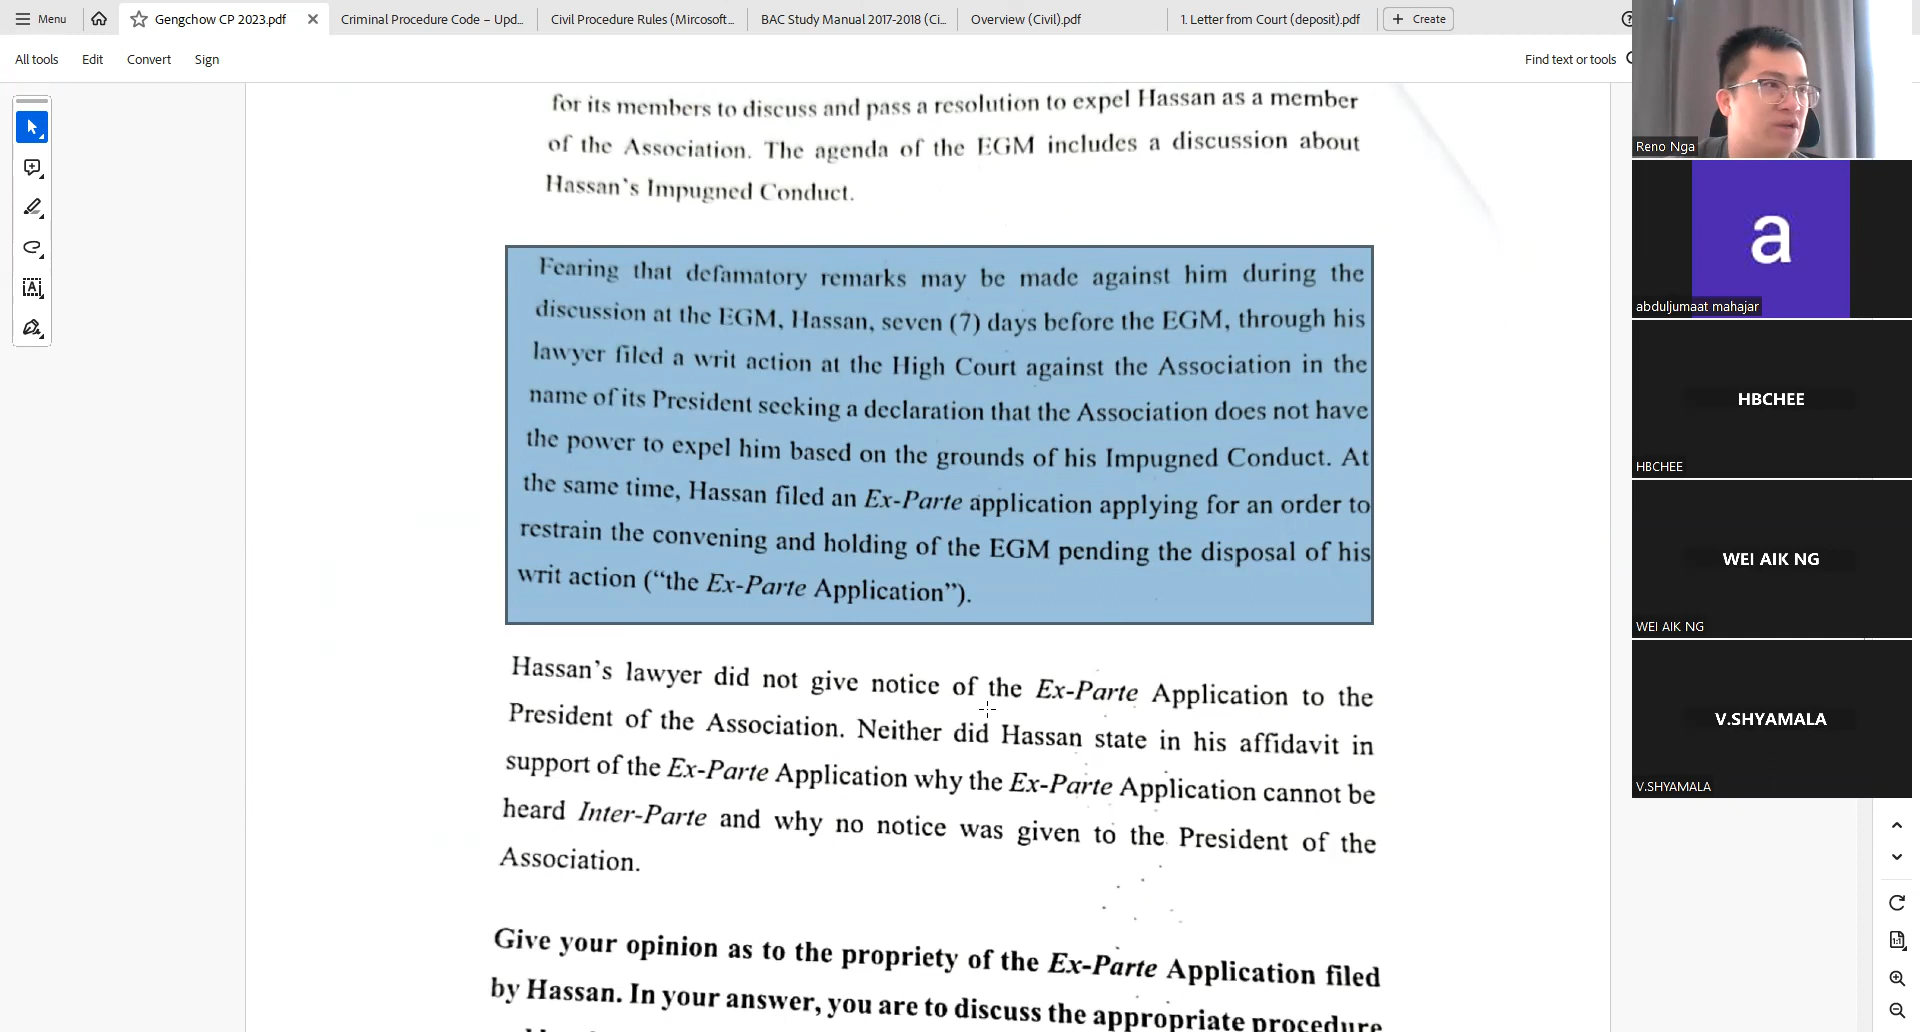 Menu
Gengchow CP 2023.pdf
Criminal Procedure Code – Upd...
Civil Procedure Rules (Mircosoft...
BAC Study Manual 2017-2018 (Ci...
Overview (Civil).pdf
1. Letter from Court (deposit).pdf
+ Create
All tools
Edit
Convert
Sign
Find text or tools
for its members to discuss and pass a resolution to expel Hassan as a member
of the Association. The agenda of the EGM includes a discussion about
Hassan`s Impugned Conduct.
Fearing that defamatory remarks may be made against him during the
discussion at the EGM, Hassan, seven (7) days before the EGM, through his
lawyer filed a writ action at the High Court against the Association in the
name of its President seeking a declaration that the Association does not have
the power to expel him based on the grounds of his Impugned Conduct. At
the same time, Hassan filed an Ex-Parte application applying for an order to
restrain the convening and holding of the EGM pending the disposal of his
writ action (“the Ex-Parte Application”).
Hassan’s lawyer did not give notice of the Ex-Parte Application to the
President of the Association. Neither did Hassan state in his affidavit in
support of the Ex-Parte Application why the Ex-Parte Application cannot be
heard Inter-Parte and why no notice was given to the President of the
Association.
Give your opinion as to the propriety of the Ex-Parte Application filed
by Hassan. In your answer, you are to discuss the appropriate procedure
Reno Nga
a
abduljumaat mahajar
HBCHEE
HBCHEE
WEI AIK NG
WEI AIK NG
V.SHYAMALA
V.SHYAMALA